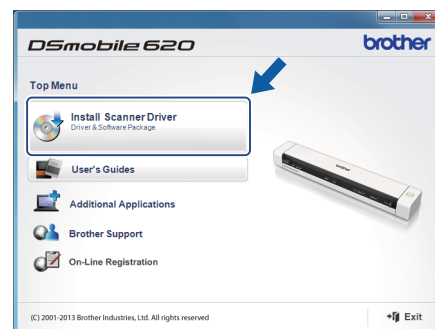 DSmobile 620
brother
Top Menu
Install Scanner Driver
Driver & Software Package
User's Guides
brother
Additional Applications
Brother Support
On-Line Registration
(C) 2001-2013 Brother Industries, Ltd. All rights reserved
Exit